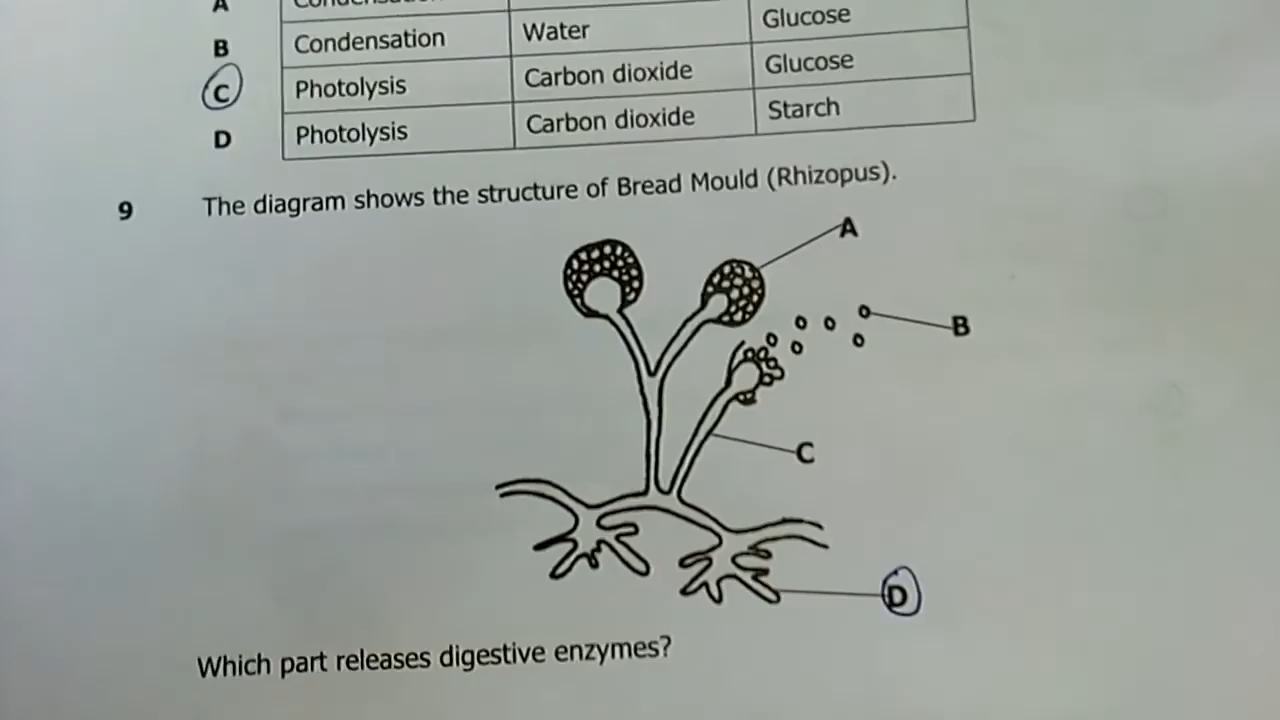 A
B Condensation Water Glucose
C Photolysis Carbon dioxide Glucose
D Photolysis Carbon dioxide Starch
9 The diagram shows the structure of Bread Mould (Rhizopus).
A
B
C
D
Which part releases digestive enzymes?